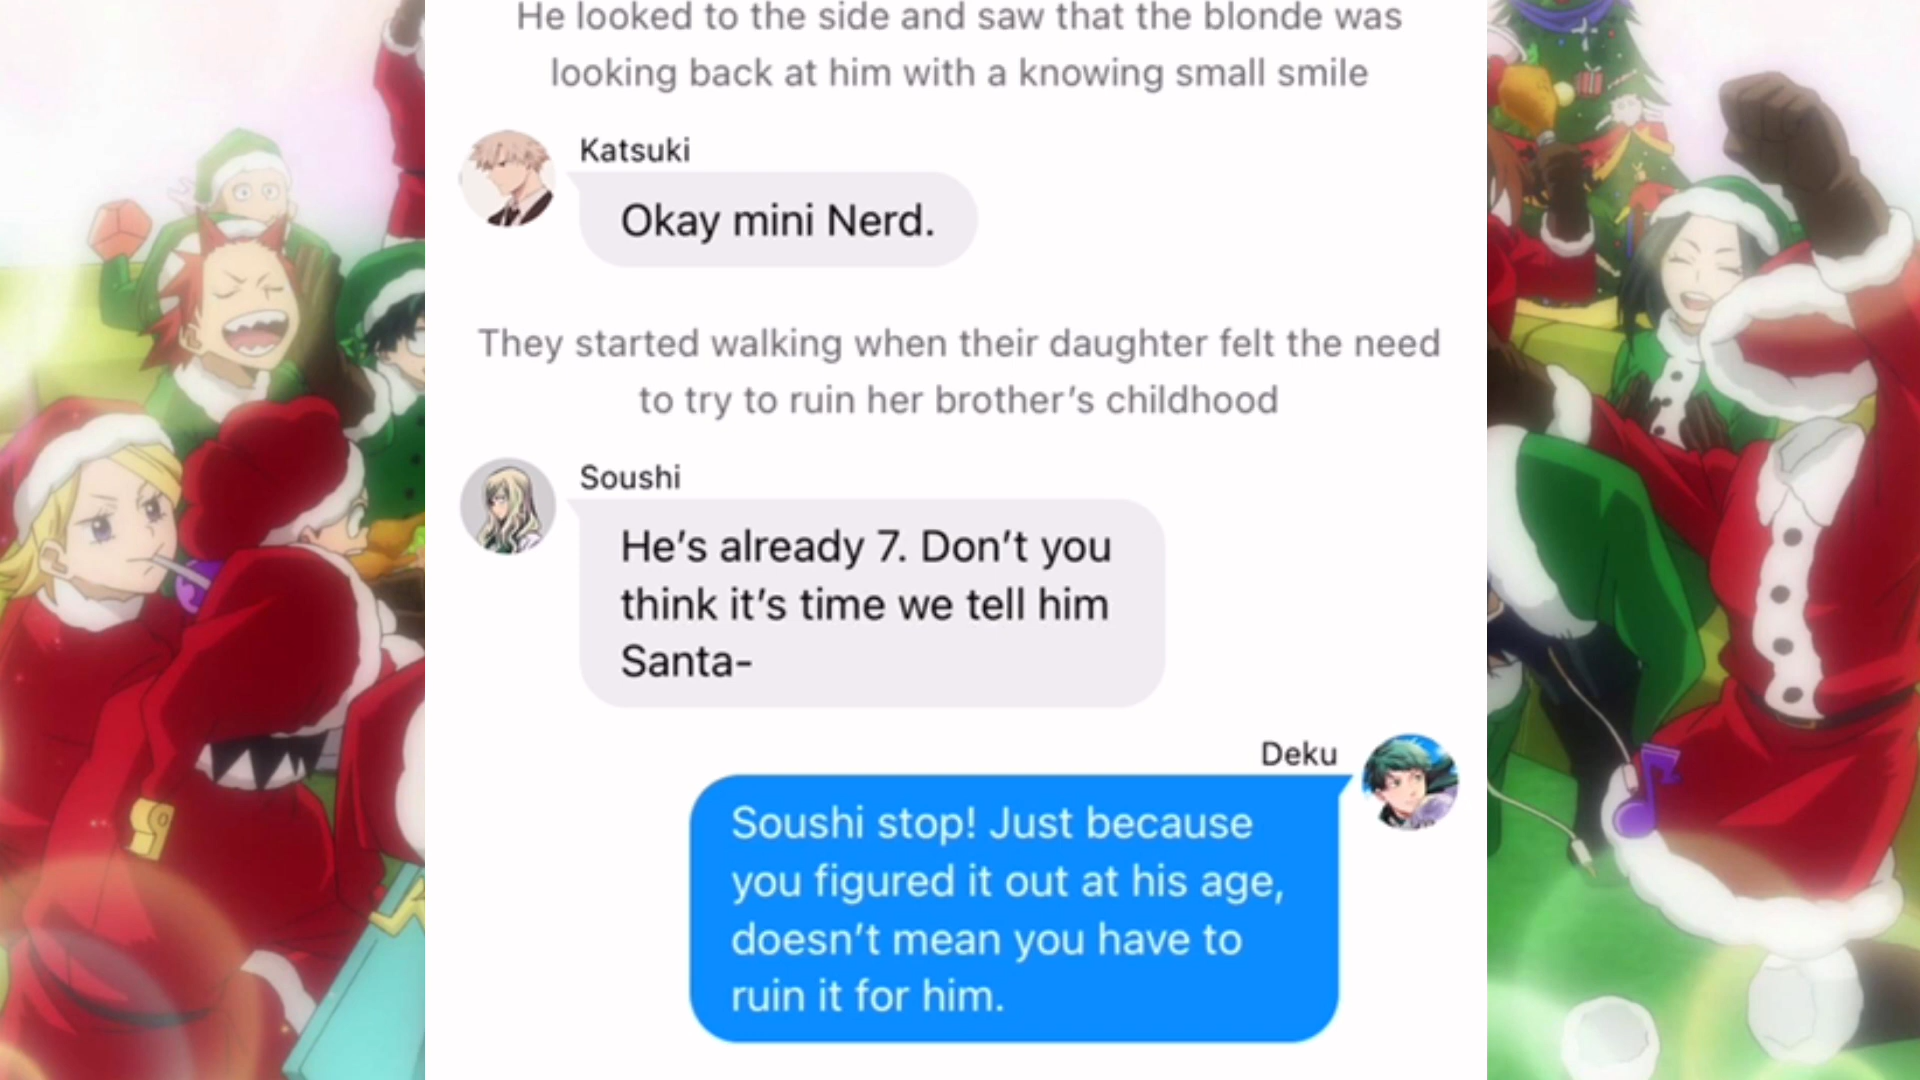 He looked to the side and saw that the blonde was
looking back at him with a knowing small smile
Katsuki
Okay mini Nerd.
They started walking when their daughter felt the need
to try to ruin her brother’s childhood
Soushi
He’s already 7. Don’t you
think it’s time we tell him
Santa-
Deku
Soushi stop! Just because
you figured it out at his age,
doesn’t mean you have to
ruin it for him.